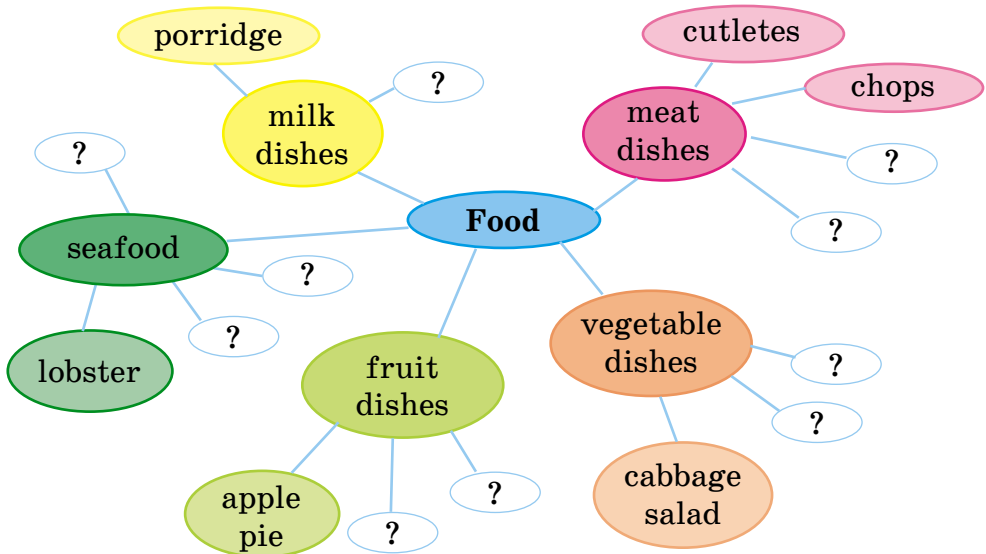 porridge
?
milk
dishes
cutletes
chops
meat
dishes
?
?
Food
?
seafood
?
?
lobster
fruit
dishes
apple
pie
?
?
vegetable
dishes
?
?
cabbage
salad